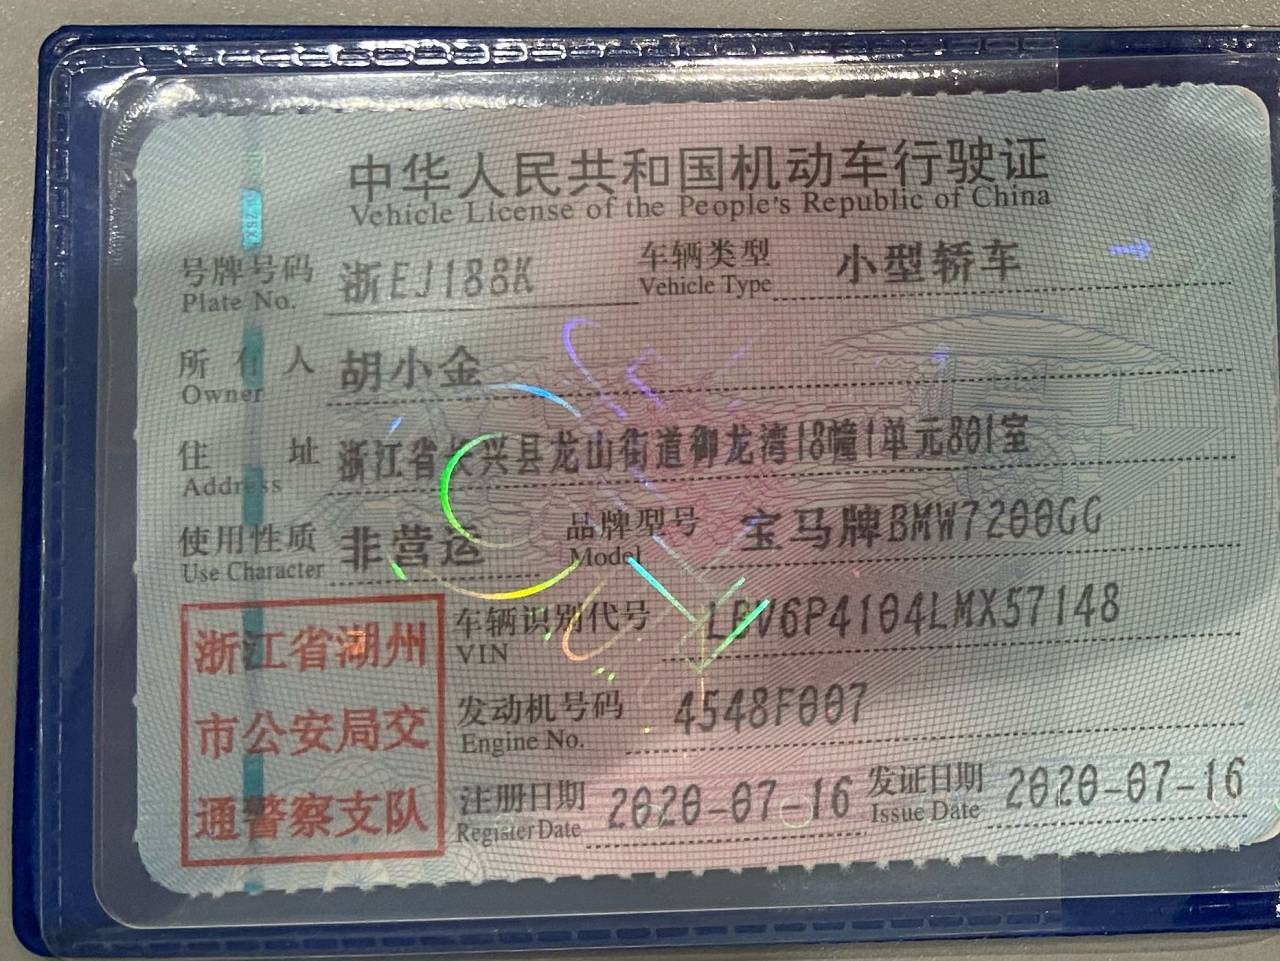 中华人民共和国机动车行驶证
Vehicle License of the People's Republic of China
号牌号码 浙EJ188K 车辆类型 小型轿车
Plate No. Vehicle Type
所有人 胡小金
Owner
住址 浙江省长兴县龙山街道御龙湾18幢1单元801室
Address
使用性质 非营运 品牌型号 宝马牌BMW7200GG
Use Character Model
车辆识别代号 LBV6P4104LMX57148
VIN
发动机号码 4548F007
Engine No.
注册日期 2020-07-16 发证日期 2020-07-16
Register Date Issue Date
浙江省湖州
市公安局交
通警察支队